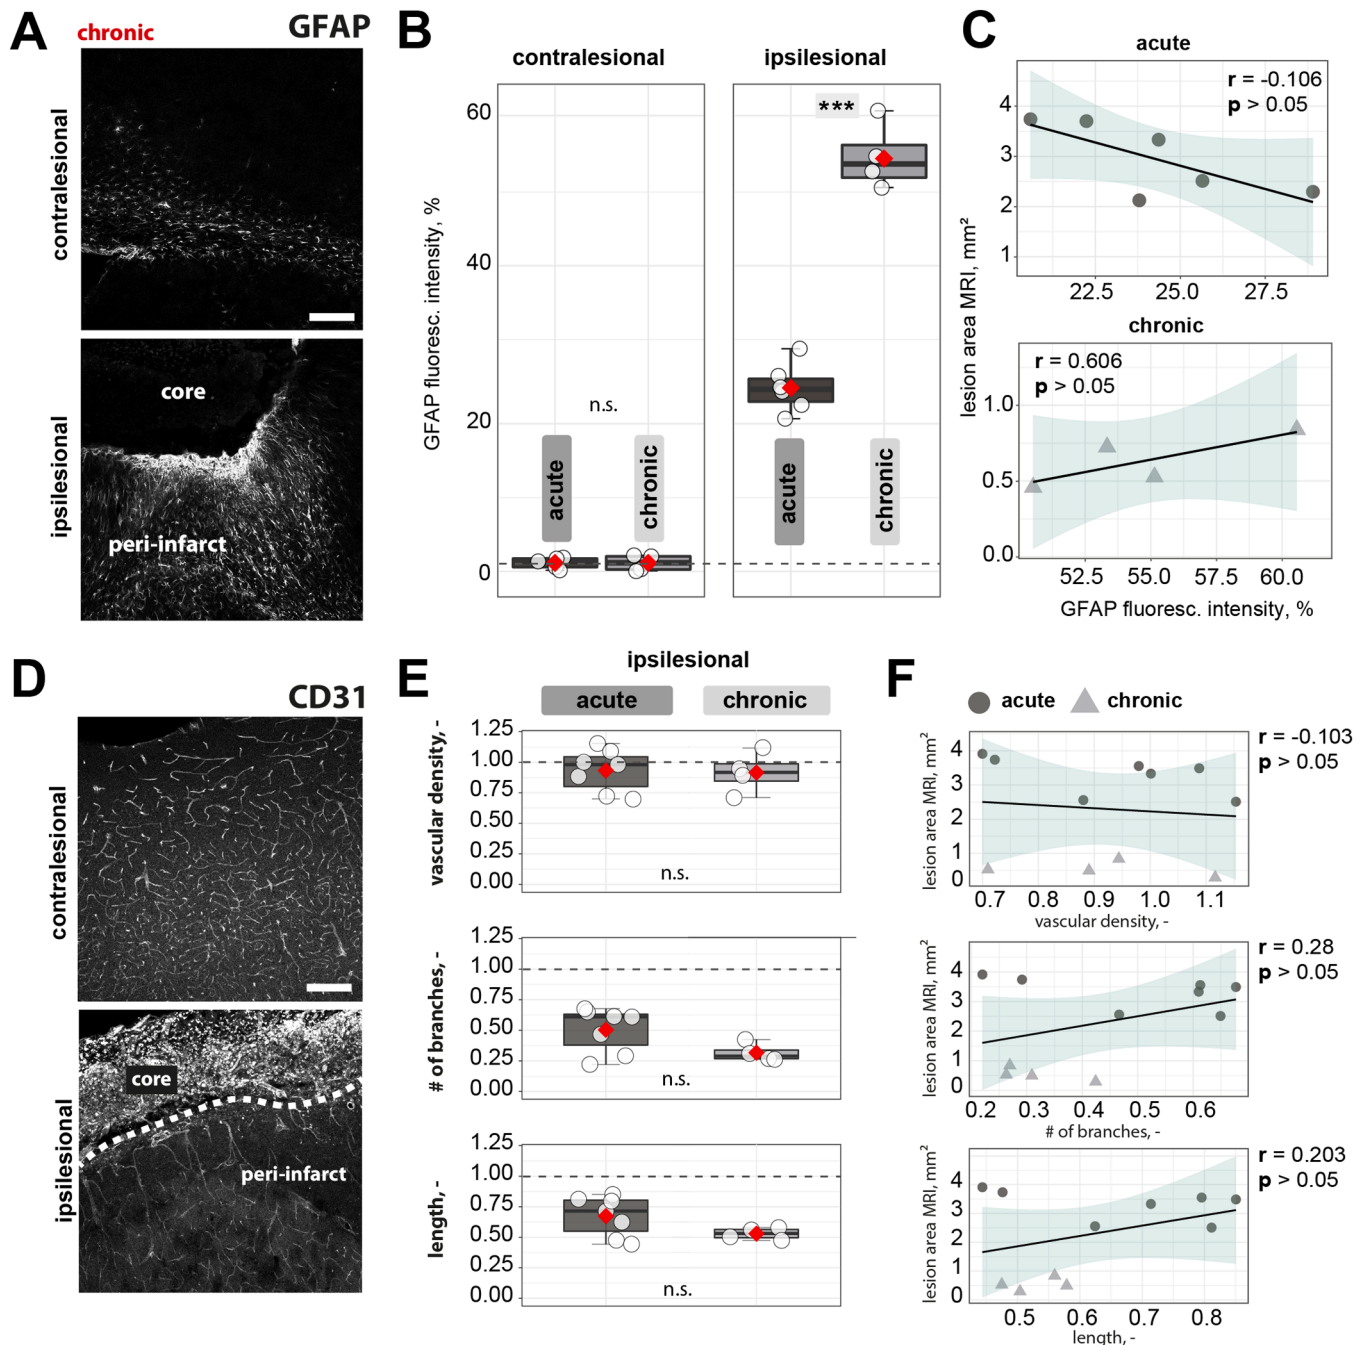 A
chronic
GFAP
contralesional
ipsilesional
core
peri-infarct
B
contralesional
ipsilesional
GFAP fluoresc. intensity, %
60
40
20
0
***
n.s.
acute
chronic
acute
chronic
C
acute
r = -0.106
p > 0.05
4
3
2
1
22.5
25.0
27.5
lesion area MRI, mm²
chronic
r = 0.606
p > 0.05
1.0
0.5
0.0
52.5
55.0
57.5
60.0
GFAP fluoresc. intensity, %
D
CD31
contralesional
ipsilesional
core
peri-infarct
E
ipsilesional
acute
chronic
vascular density, -
1.25
1.00
0.75
0.50
0.25
0.00
n.s.
# of branches, -
1.25
1.00
0.75
0.50
0.25
0.00
n.s.
length, -
1.25
1.00
0.75
0.50
0.25
0.00
n.s.
F
acute
chronic
r = -0.103
p > 0.05
lesion area MRI, mm²
4
3
2
1
0
0.7
0.8
0.9
1.0
1.1
vascular density, -
r = 0.28
p > 0.05
lesion area MRI, mm²
4
3
2
1
0
0.2
0.3
0.4
0.5
0.6
# of branches, -
r = 0.203
p > 0.05
lesion area MRI, mm²
4
3
2
1
0
0.5
0.6
0.7
0.8
length, -